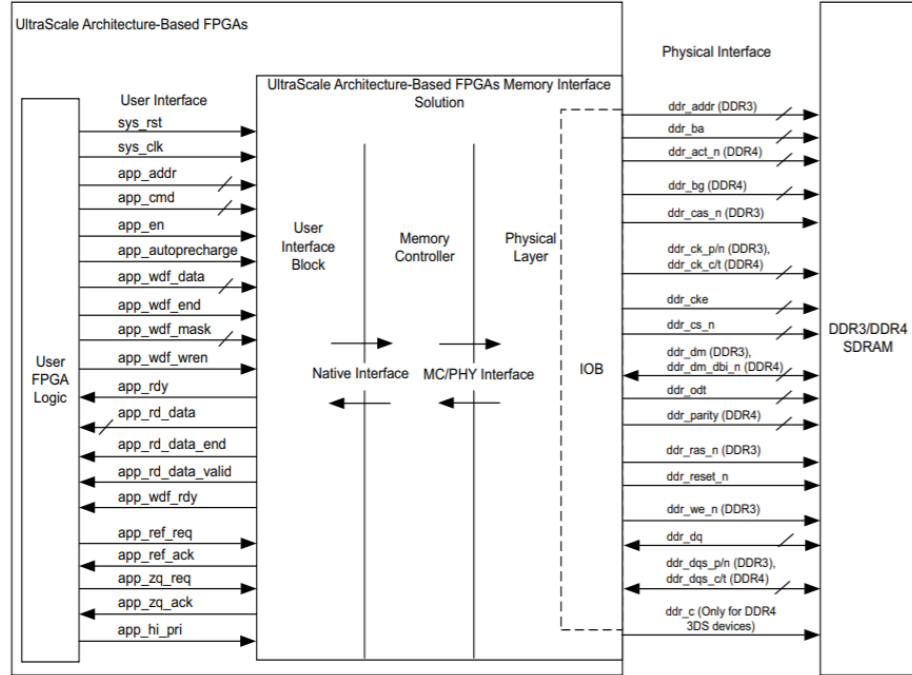 UltraScale Architecture-Based FPGAs
Physical Interface
User Interface
UltraScale Architecture-Based FPGAs Memory Interface
Solution
User
FPGA
Logic
sys_rst
sys_clk
app_addr
app_cmd
app_en
app_autoprecharge
app_wdf_data
app_wdf_end
app_wdf_mask
app_wdf_wren
app_rdy
app_rd_data
app_rd_data_end
app_rd_data_valid
app_wdf_rdy
app_ref_req
app_ref_ack
app_zq_req
app_zq_ack
app_hi_pri
User
Interface
Block
Memory
Controller
Physical
Layer
Native Interface
MC/PHY Interface
IOB
ddr_addr (DDR3)
ddr_ba
ddr_act_n (DDR4)
ddr_bg (DDR4)
ddr_cas_n (DDR3)
ddr_ck_p/n (DDR3),
ddr_ck_c/t (DDR4)
ddr_cke
ddr_cs_n
ddr_dm (DDR3),
ddr_dm_dbi_n (DDR4)
ddr_odt
ddr_parity (DDR4)
ddr_ras_n (DDR3)
ddr_reset_n
ddr_we_n (DDR3)
ddr_dq
ddr_dqs_p/n (DDR3),
ddr_dqs_c/t (DDR4)
ddr_c (Only for DDR4
3DS devices)
DDR3/DDR4
SDRAM